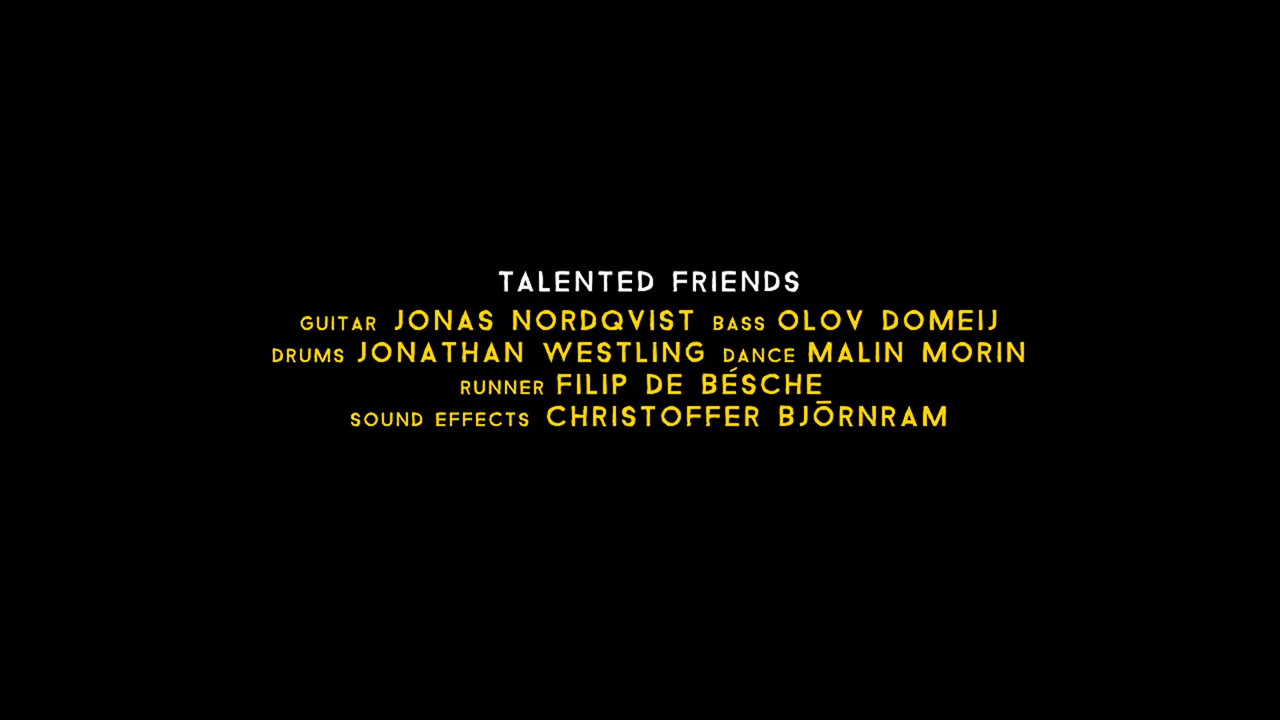 TALENTED FRIENDS
GUITAR JONAS NORDQVIST BASS OLOV DOMEIJ
DRUMS JONATHAN WESTLING DANCE MALIN MORIN
RUNNER FILIP DE BÉSCHE
SOUND EFFECTS CHRISTOFFER BJŌRNRAM